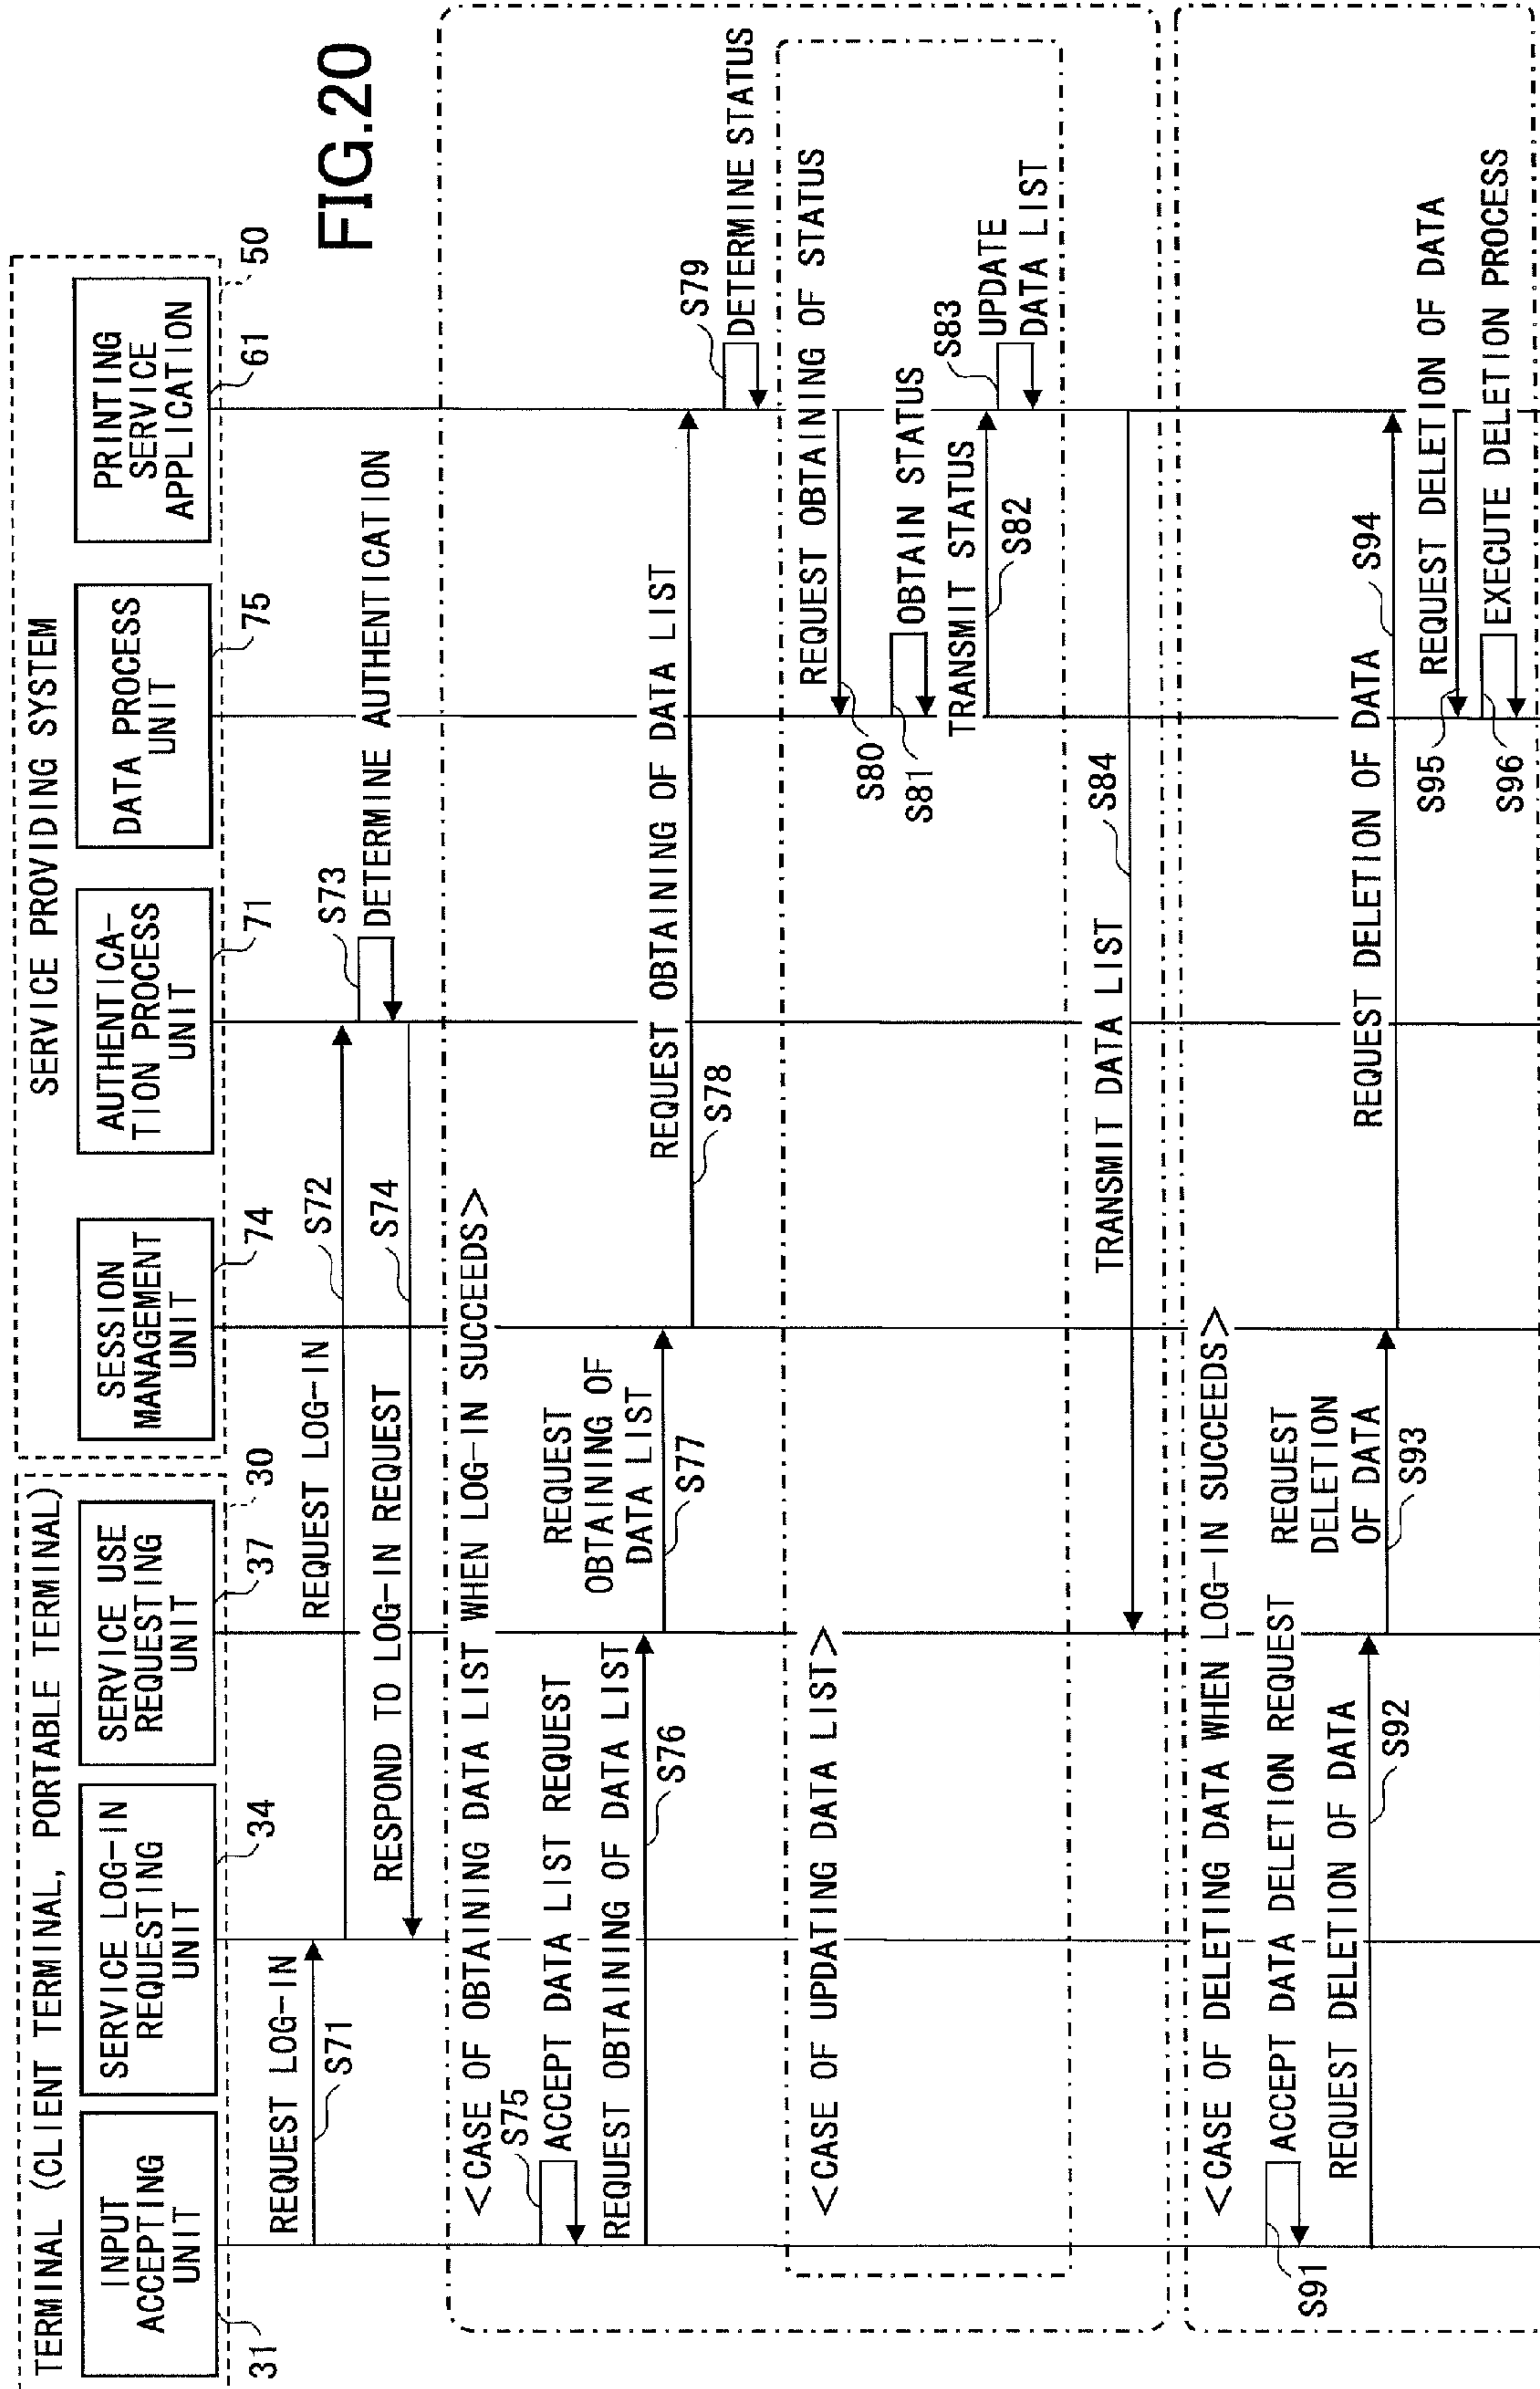 FIG.20
TERMINAL (CLIENT TERMINAL, PORTABLE TERMINAL)
SERVICE PROVIDING SYSTEM
INPUT
ACCEPTING
UNIT
31
SERVICE LOG-IN
REQUESTING
UNIT
34
SERVICE USE
REQUESTING
UNIT
37
30
SESSION
MANAGEMENT
UNIT
74
AUTHENTICA-
TION PROCESS
UNIT
71
DATA PROCESS
UNIT
75
PRINTING
SERVICE
APPLICATION
61
50
REQUEST LOG-IN
S71
REQUEST LOG-IN
S72
S73
DETERMINE AUTHENTICATION
RESPOND TO LOG-IN REQUEST
S74
<CASE OF OBTAINING DATA LIST WHEN LOG-IN SUCCEEDS>
S75
ACCEPT DATA LIST REQUEST
REQUEST OBTAINING OF DATA LIST
S76
REQUEST
OBTAINING OF
DATA LIST
S77
REQUEST OBTAINING OF DATA LIST
S78
S79
DETERMINE STATUS
<CASE OF UPDATING DATA LIST>
REQUEST OBTAINING OF STATUS
S80
OBTAIN STATUS
S81
TRANSMIT STATUS
S82
S83
UPDATE
DATA LIST
TRANSMIT DATA LIST
S84
<CASE OF DELETING DATA WHEN LOG-IN SUCCEEDS>
ACCEPT DATA DELETION REQUEST
S91
REQUEST DELETION OF DATA
S92
REQUEST
DELETION
OF DATA
S93
REQUEST DELETION OF DATA
S94
REQUEST DELETION OF DATA
S95
EXECUTE DELETION PROCESS
S96